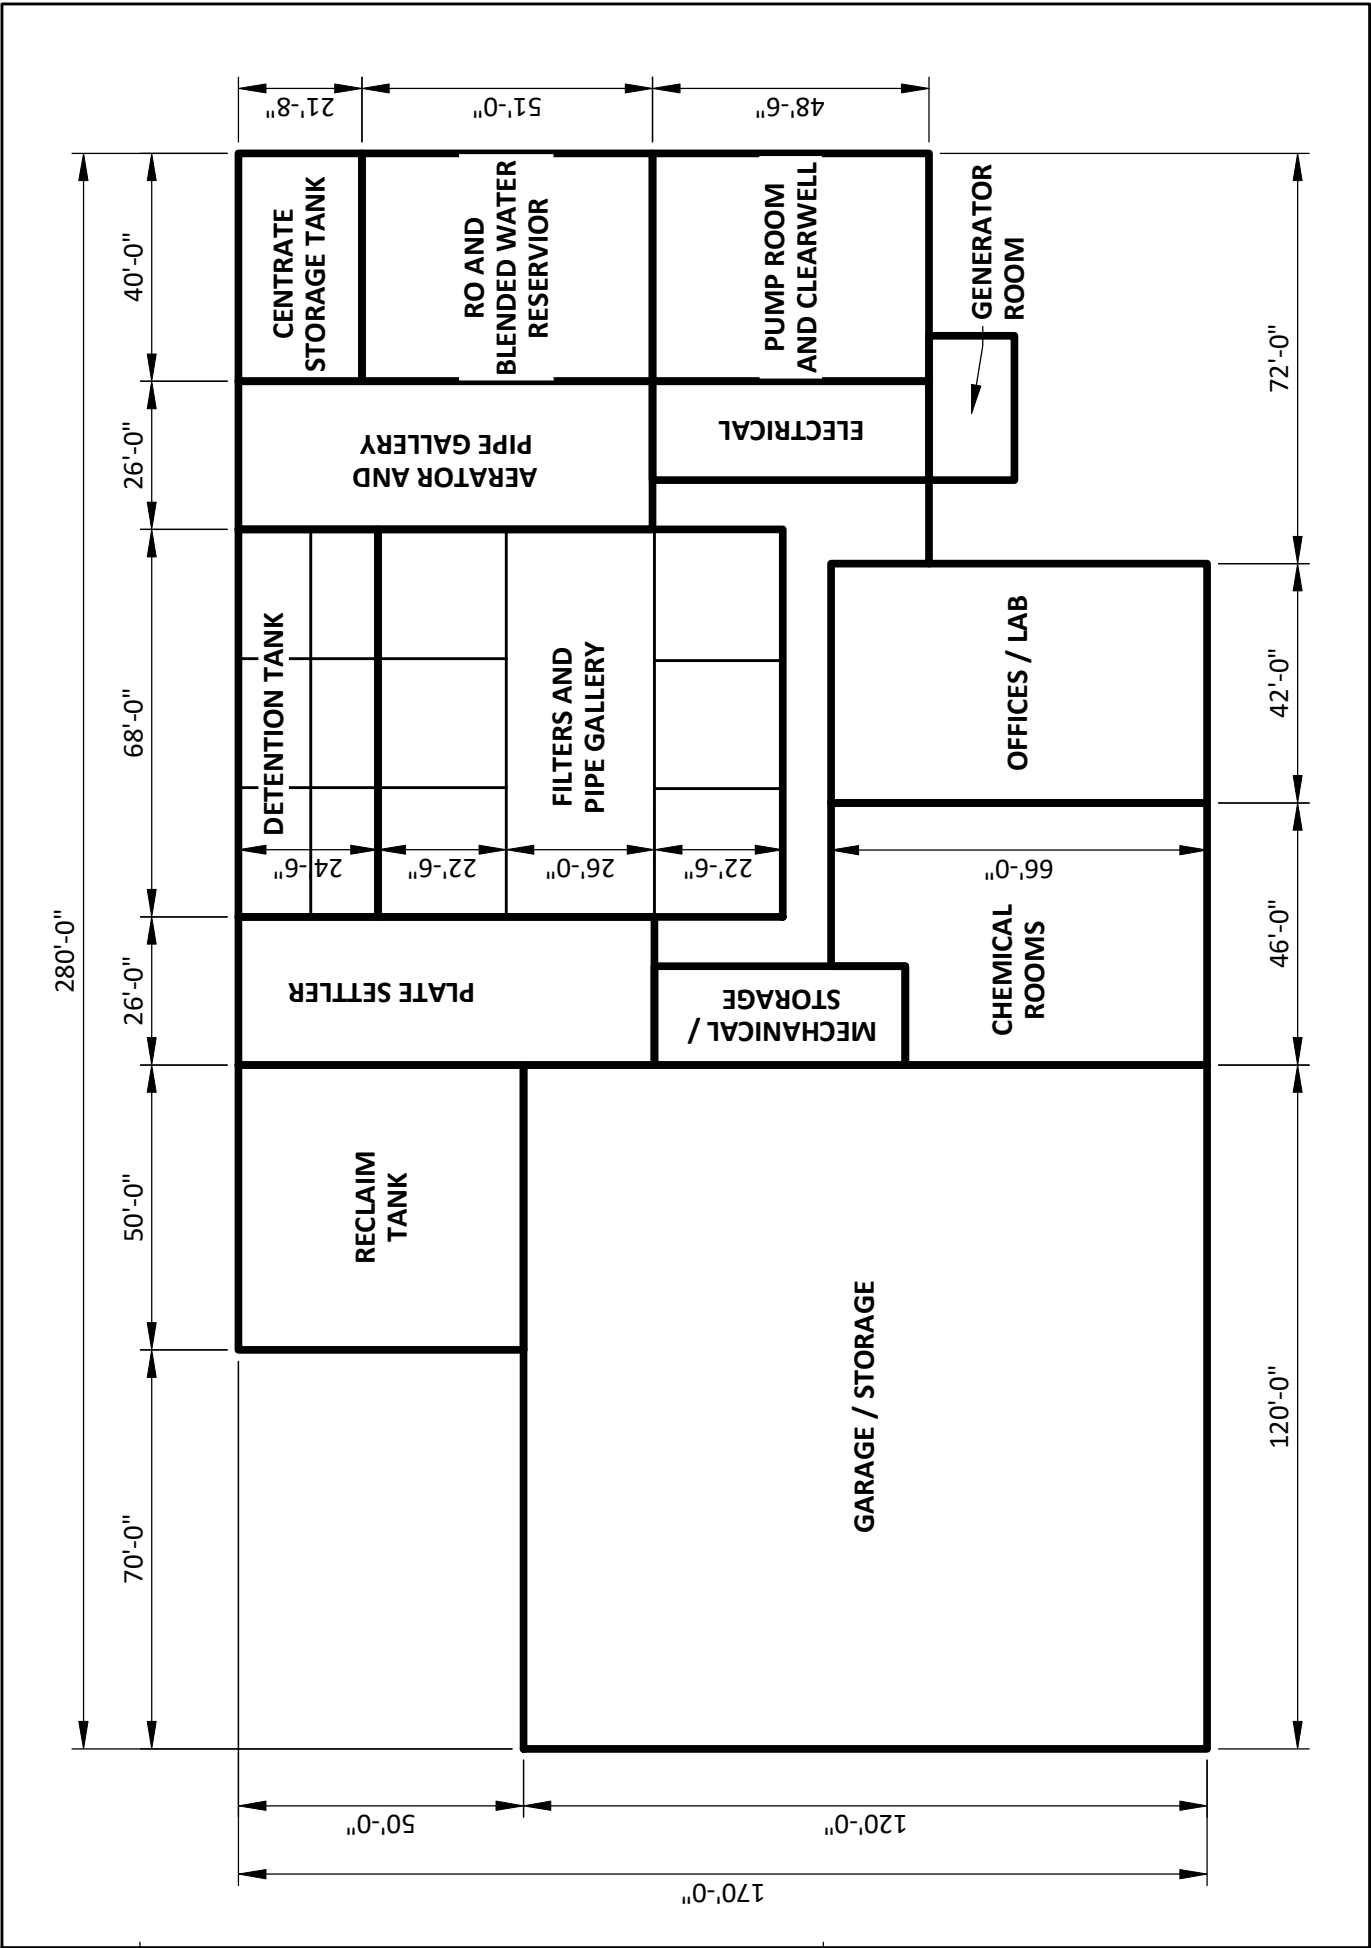 280'-0"
70'-0"
50'-0"
26'-0"
68'-0"
26'-0"
40'-0"
21'-8"
51'-0"
48'-6"
CENTRATE
STORAGE TANK
RO AND
BLENDED WATER
RESERVIOR
PUMP ROOM
AND CLEARWELL
GENERATOR
ROOM
AERATOR AND
PIPE GALLERY
ELECTRICAL
DETENTION TANK
FILTERS AND
PIPE GALLERY
24'-6"
22'-6"
26'-0"
22'-6"
OFFICES / LAB
66'-0"
CHEMICAL
ROOMS
PLATE SETTLER
MECHANICAL /
STORAGE
RECLAIM
TANK
GARAGE / STORAGE
50'-0"
120'-0"
170'-0"
120'-0"
46'-0"
42'-0"
72'-0"